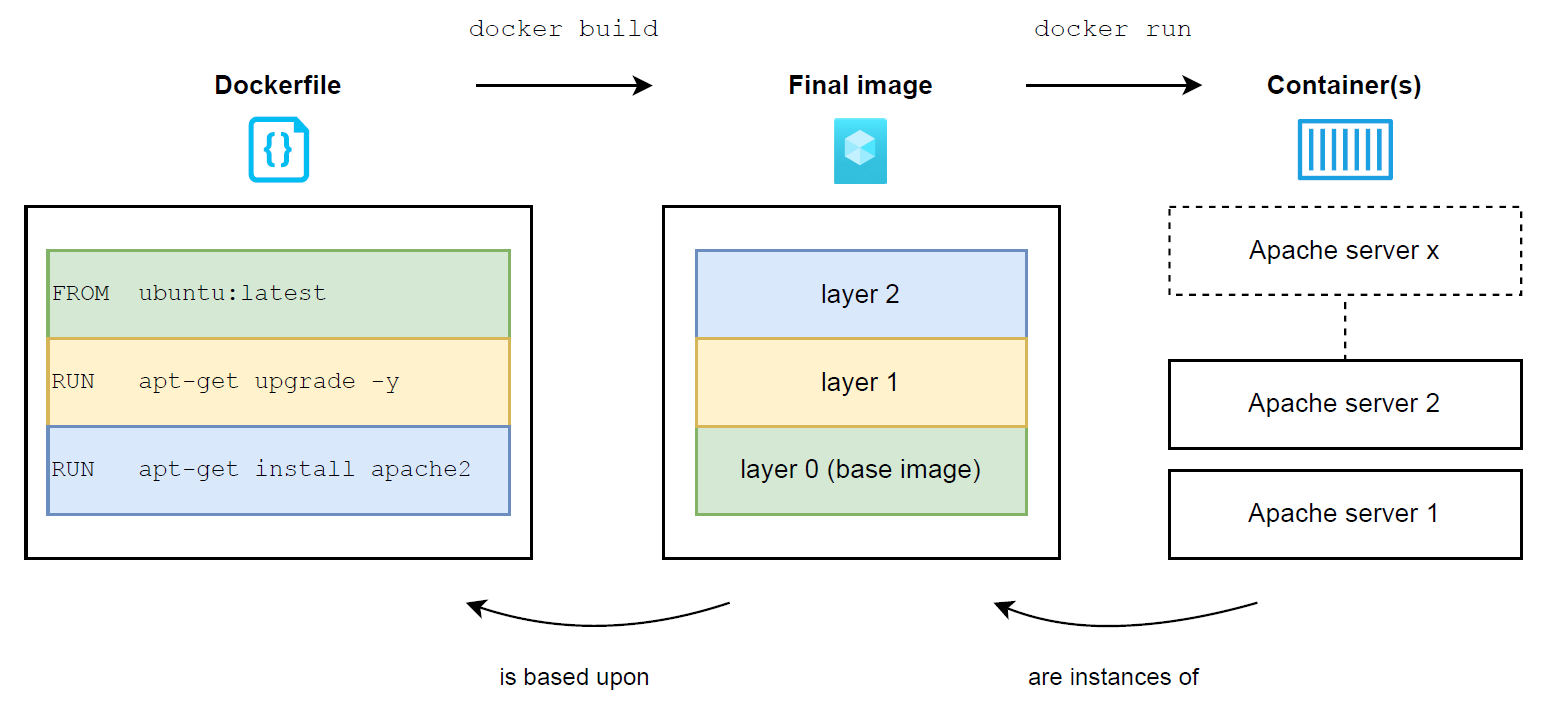 docker build
docker run
Dockerfile
Final image
Container(s)
{}
FROM ubuntu:latest
RUN apt-get upgrade -y
RUN apt-get install apache2
layer 2
layer 1
layer 0 (base image)
Apache server x
Apache server 2
Apache server 1
is based upon
are instances of